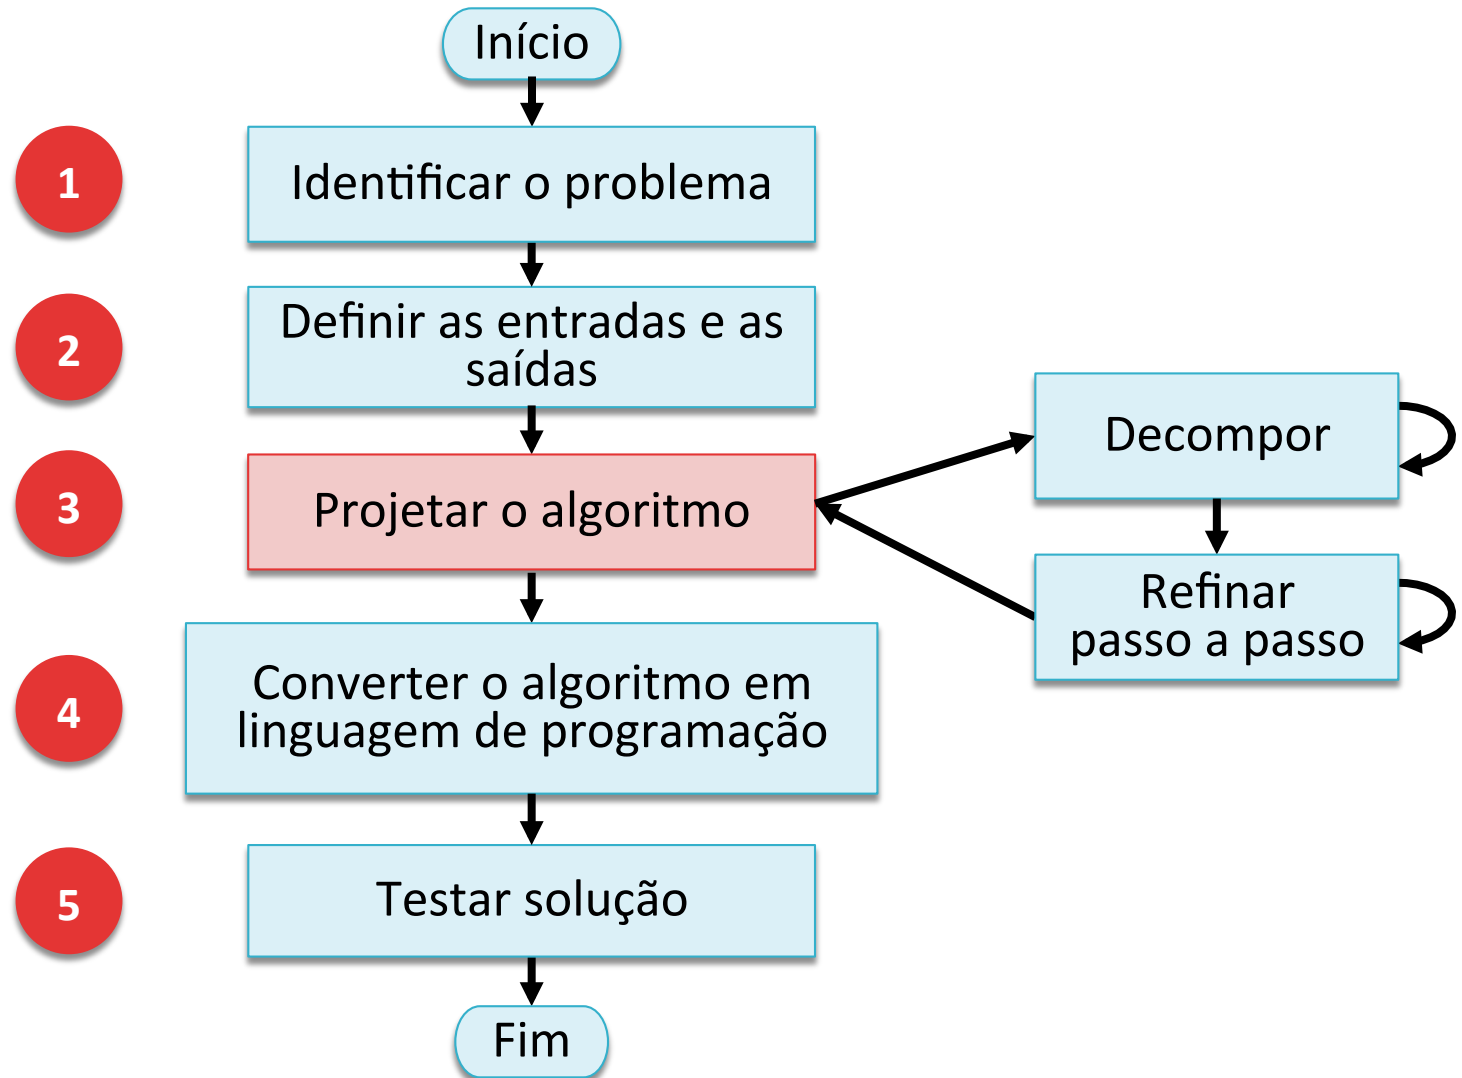 Início
1
Identificar o problema
2
Definir as entradas e as
saídas
3
Projetar o algoritmo
Decompor
Refinar
passo a passo
4
Converter o algoritmo em
linguagem de programação
5
Testar solução
Fim